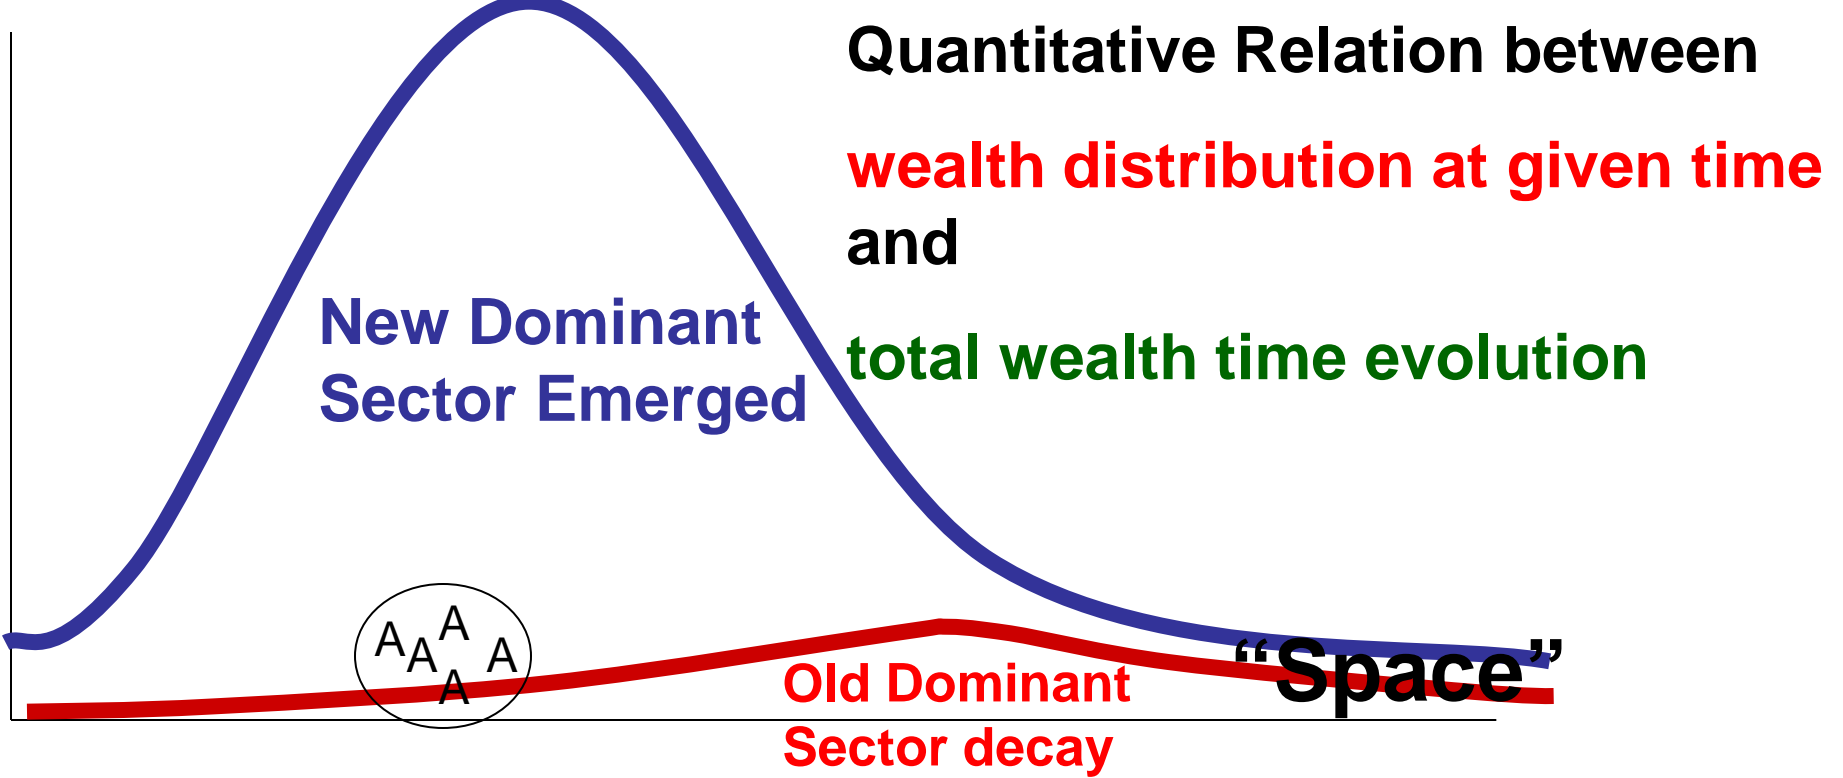 Quantitative Relation between
wealth distribution at given time
and
total wealth time evolution
New Dominant
Sector Emerged
A
A
A
A
A
“Space”
Old Dominant
Sector decay